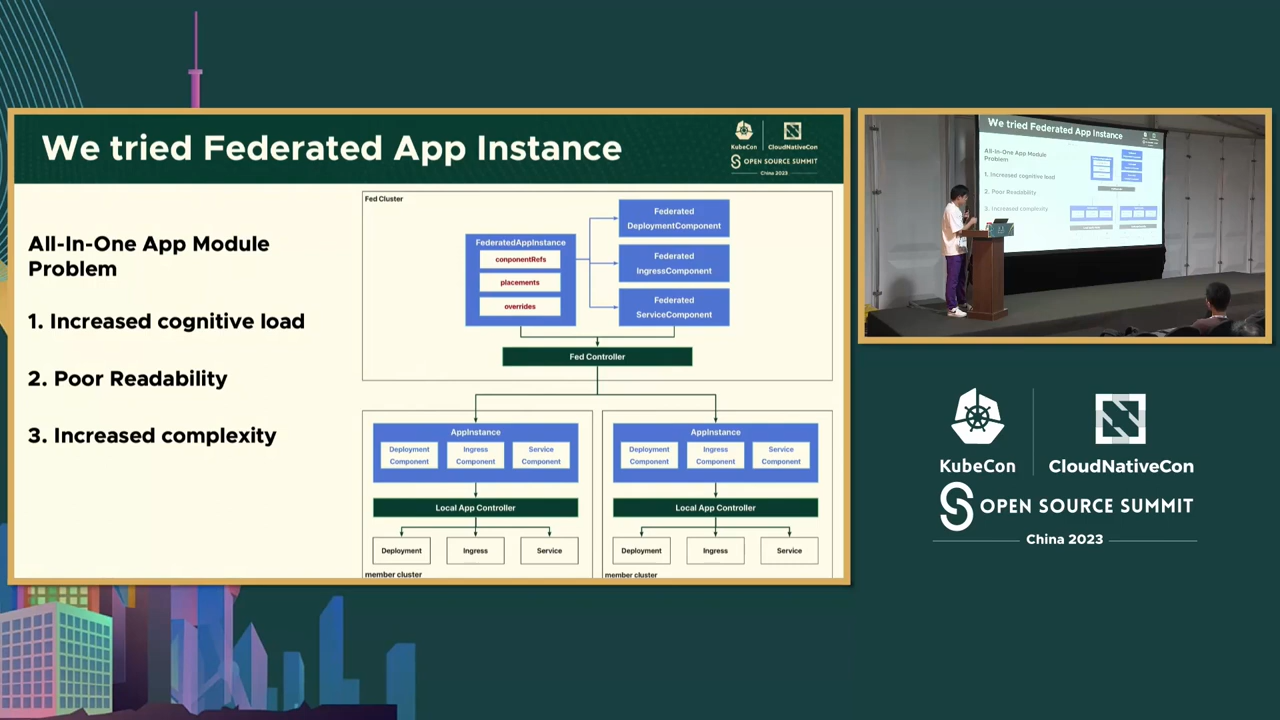 We tried Federated App Instance
KubeCon
CloudNativeCon
OPEN SOURCE SUMMIT
China 2023
All-In-One App Module
Problem
1. Increased cognitive load
2. Poor Readability
3. Increased complexity
Fed Cluster
FederatedAppInstance
conponentRefs
placements
overrides
Federated
DeploymentComponent
Federated
IngressComponent
Federated
ServiceComponent
Fed Controller
AppInstance
Deployment
Component
Ingress
Component
Service
Component
Local App Controller
Deployment
Ingress
Service
member cluster
AppInstance
Deployment
Component
Ingress
Component
Service
Component
Local App Controller
Deployment
Ingress
Service
member cluster
We tried Federated App Instance
All-In-One App Module
Problem
1. Increased cognitive load
2. Poor Readability
3. Increased complexity
KubeCon
CloudNativeCon
OPEN SOURCE SUMMIT
China 2023